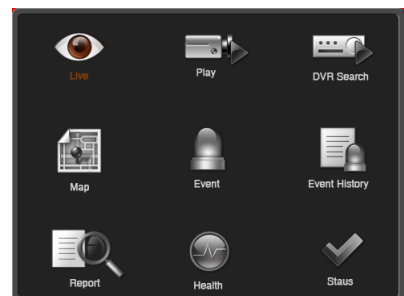 Live
Play
DVR Search
Map
Event
Event History
Report
Health
Staus